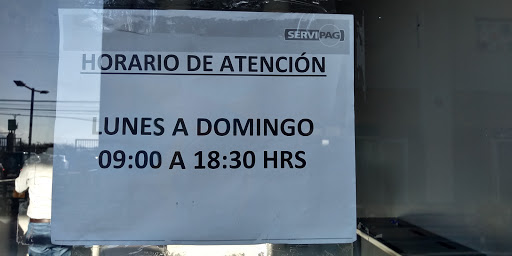 SERVIPAG
HORARIO DE ATENCIÓN
LUNES A DOMINGO
09:00 A 18:30 HRS